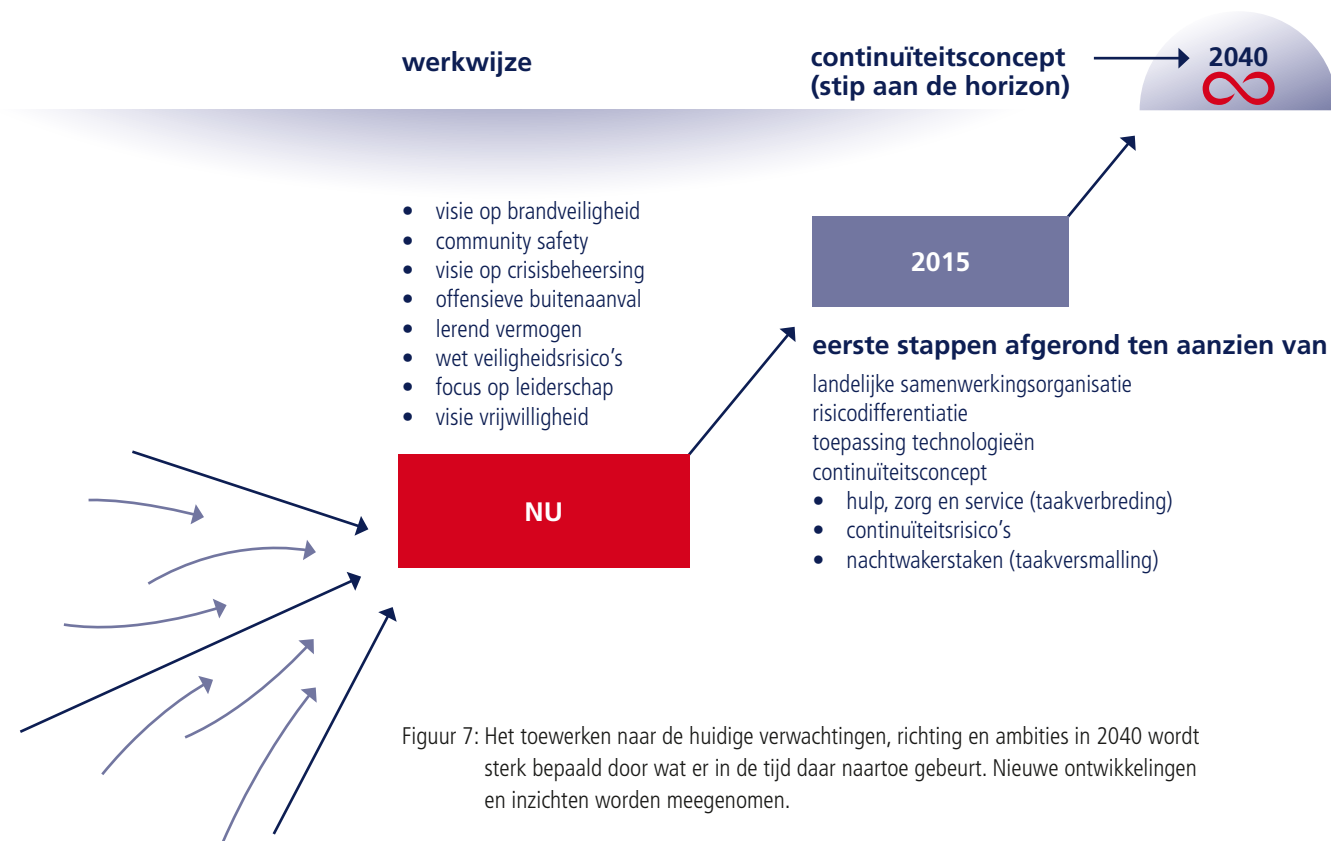 werkwijze
continuïteitsconcept
(stip aan de horizon)
2040
• visie op brandveiligheid
• community safety
• visie op crisisbeheersing
• offensieve buitenaanval
• lerend vermogen
• wet veiligheidsrisico's
• focus op leiderschap
• visie vrijwilligheid
NU
2015
eerste stappen afgerond ten aanzien van
landelijke samenwerkingsorganisatie
risicodifferentiatie
toepassing technologieën
continuïteitsconcept
• hulp, zorg en service (taakverbreding)
• continuïteitsrisico's
• nachtwakerstaken (taakversmalling)
Figuur 7: Het toewerken naar de huidige verwachtingen, richting en ambities in 2040 wordt
sterk bepaald door wat er in de tijd daar naartoe gebeurt. Nieuwe ontwikkelingen
en inzichten worden meegenomen.